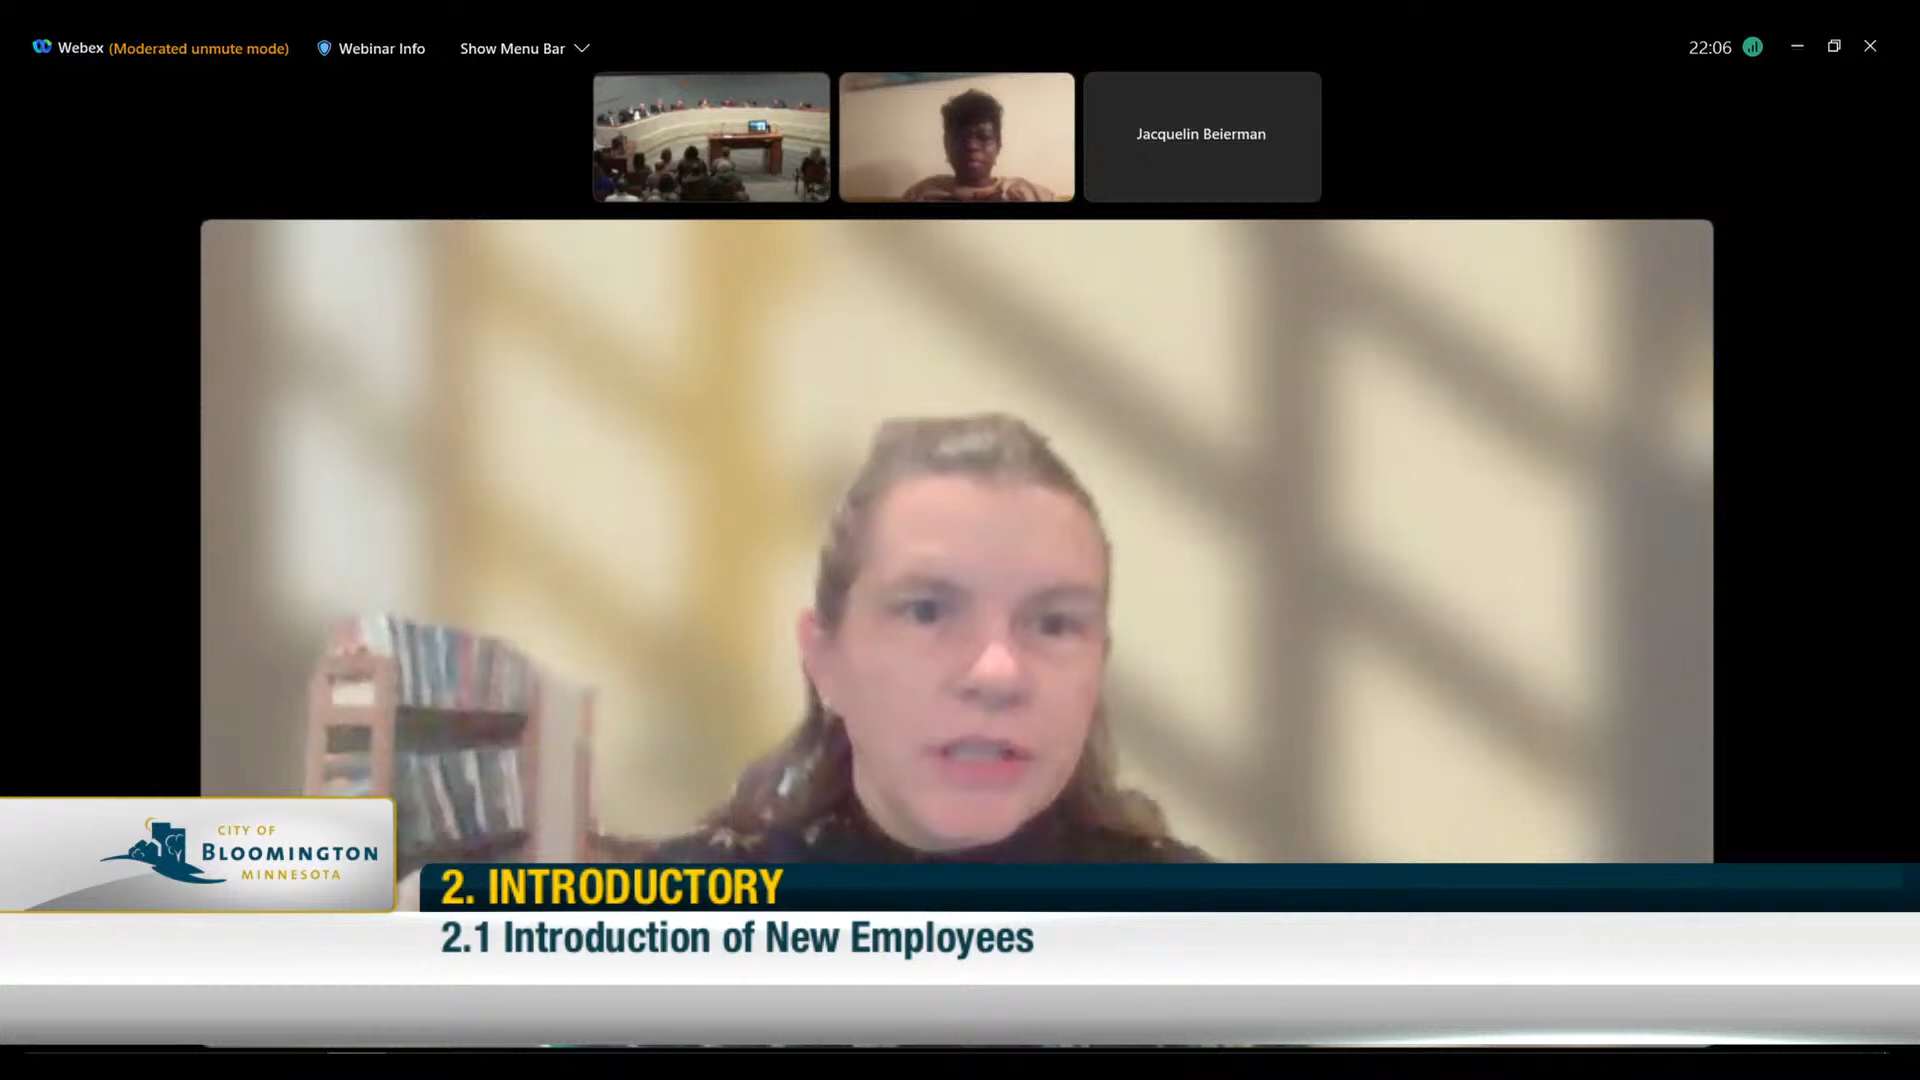 Webex (Moderated unmute mode)
Webinar Info
Show Menu Bar
22:06
Jacquelin Beierman
CITY OF
BLOOMINGTON
MINNESOTA
2. INTRODUCTORY
2.1 Introduction of New Employees